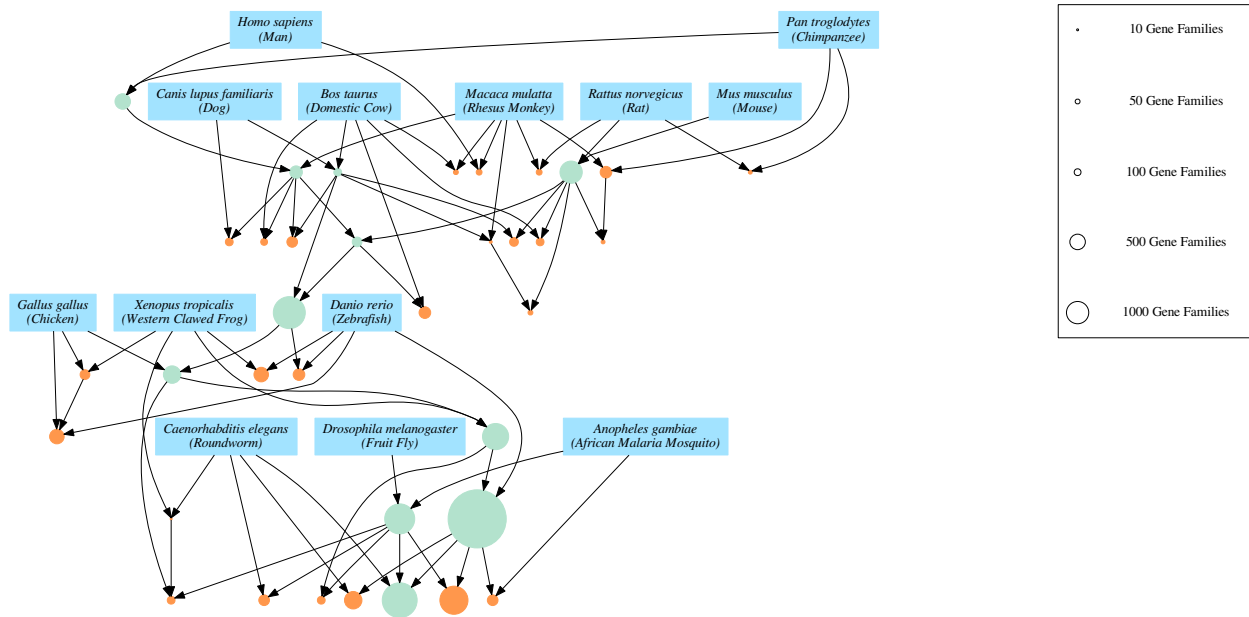 Homo sapiens
(Man)
Pan troglodytes
(Chimpanzee)
Canis lupus familiaris
(Dog)
Bos taurus
(Domestic Cow)
Macaca mulatta
(Rhesus Monkey)
Rattus norvegicus
(Rat)
Mus musculus
(Mouse)
Gallus gallus
(Chicken)
Xenopus tropicalis
(Western Clawed Frog)
Danio rerio
(Zebrafish)
Caenorhabditis elegans
(Roundworm)
Drosophila melanogaster
(Fruit Fly)
Anopheles gambiae
(African Malaria Mosquito)
10 Gene Families
50 Gene Families
100 Gene Families
500 Gene Families
1000 Gene Families